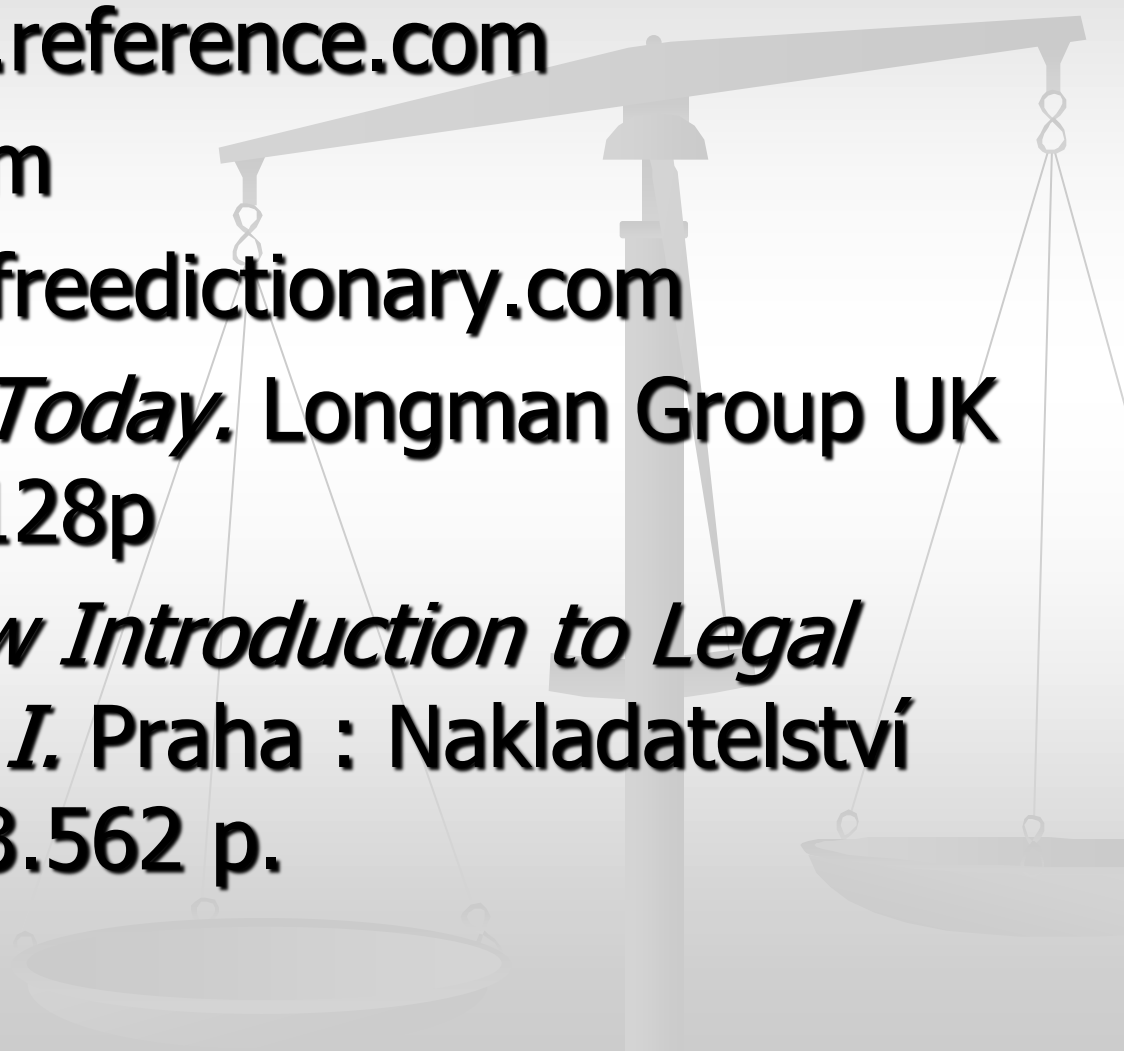 .reference.com
m
freedictionary.com
Today. Longman Group UK
128p
w Introduction to Legal
I. Praha : Nakladatelství
3.562 p.